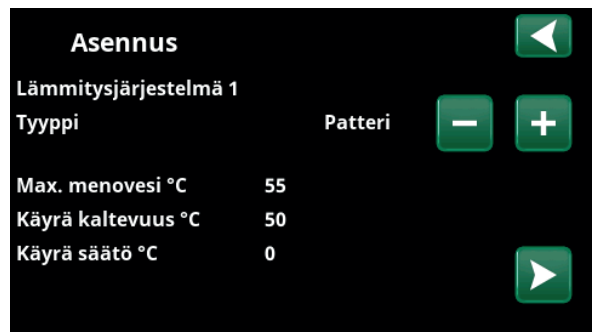 Asennus
Lämmitysjärjestelmä 1
Tyyppi Patteri
Max. menovesi °C 55
Käyrä kaltevuus °C 50
Käyrä säätö °C 0